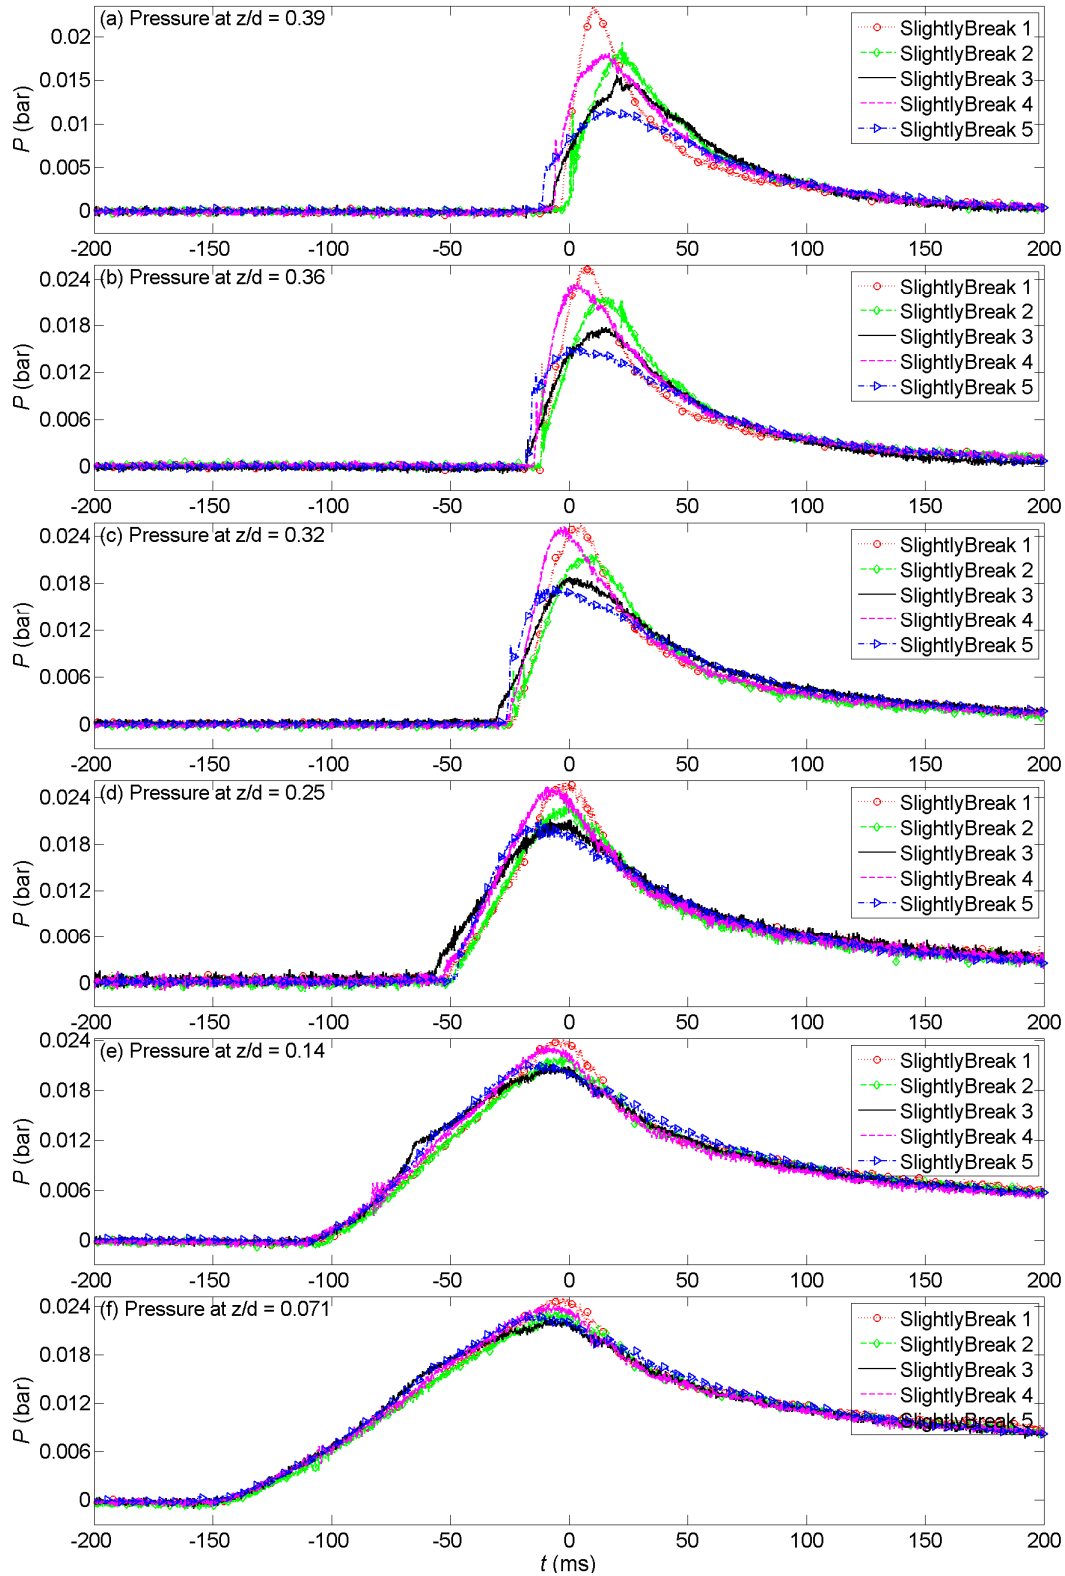 (a) Pressure at z/d = 0.39
SlightlyBreak 1
SlightlyBreak 2
SlightlyBreak 3
SlightlyBreak 4
SlightlyBreak 5
P (bar)
0.02
0.015
0.01
0.005
0
-200 -150 -100 -50 0 50 100 150 200
(b) Pressure at z/d = 0.36
SlightlyBreak 1
SlightlyBreak 2
SlightlyBreak 3
SlightlyBreak 4
SlightlyBreak 5
P (bar)
0.024
0.018
0.012
0.006
0
-200 -150 -100 -50 0 50 100 150 200
(c) Pressure at z/d = 0.32
SlightlyBreak 1
SlightlyBreak 2
SlightlyBreak 3
SlightlyBreak 4
SlightlyBreak 5
P (bar)
0.024
0.018
0.012
0.006
0
-200 -150 -100 -50 0 50 100 150 200
(d) Pressure at z/d = 0.25
SlightlyBreak 1
SlightlyBreak 2
SlightlyBreak 3
SlightlyBreak 4
SlightlyBreak 5
P (bar)
0.024
0.018
0.012
0.006
0
-200 -150 -100 -50 0 50 100 150 200
(e) Pressure at z/d = 0.14
SlightlyBreak 1
SlightlyBreak 2
SlightlyBreak 3
SlightlyBreak 4
SlightlyBreak 5
P (bar)
0.024
0.018
0.012
0.006
0
-200 -150 -100 -50 0 50 100 150 200
(f) Pressure at z/d = 0.071
SlightlyBreak 1
SlightlyBreak 2
SlightlyBreak 3
SlightlyBreak 4
SlightlyBreak 5
P (bar)
0.024
0.018
0.012
0.006
0
-200 -150 -100 -50 0 50 100 150 200
t (ms)